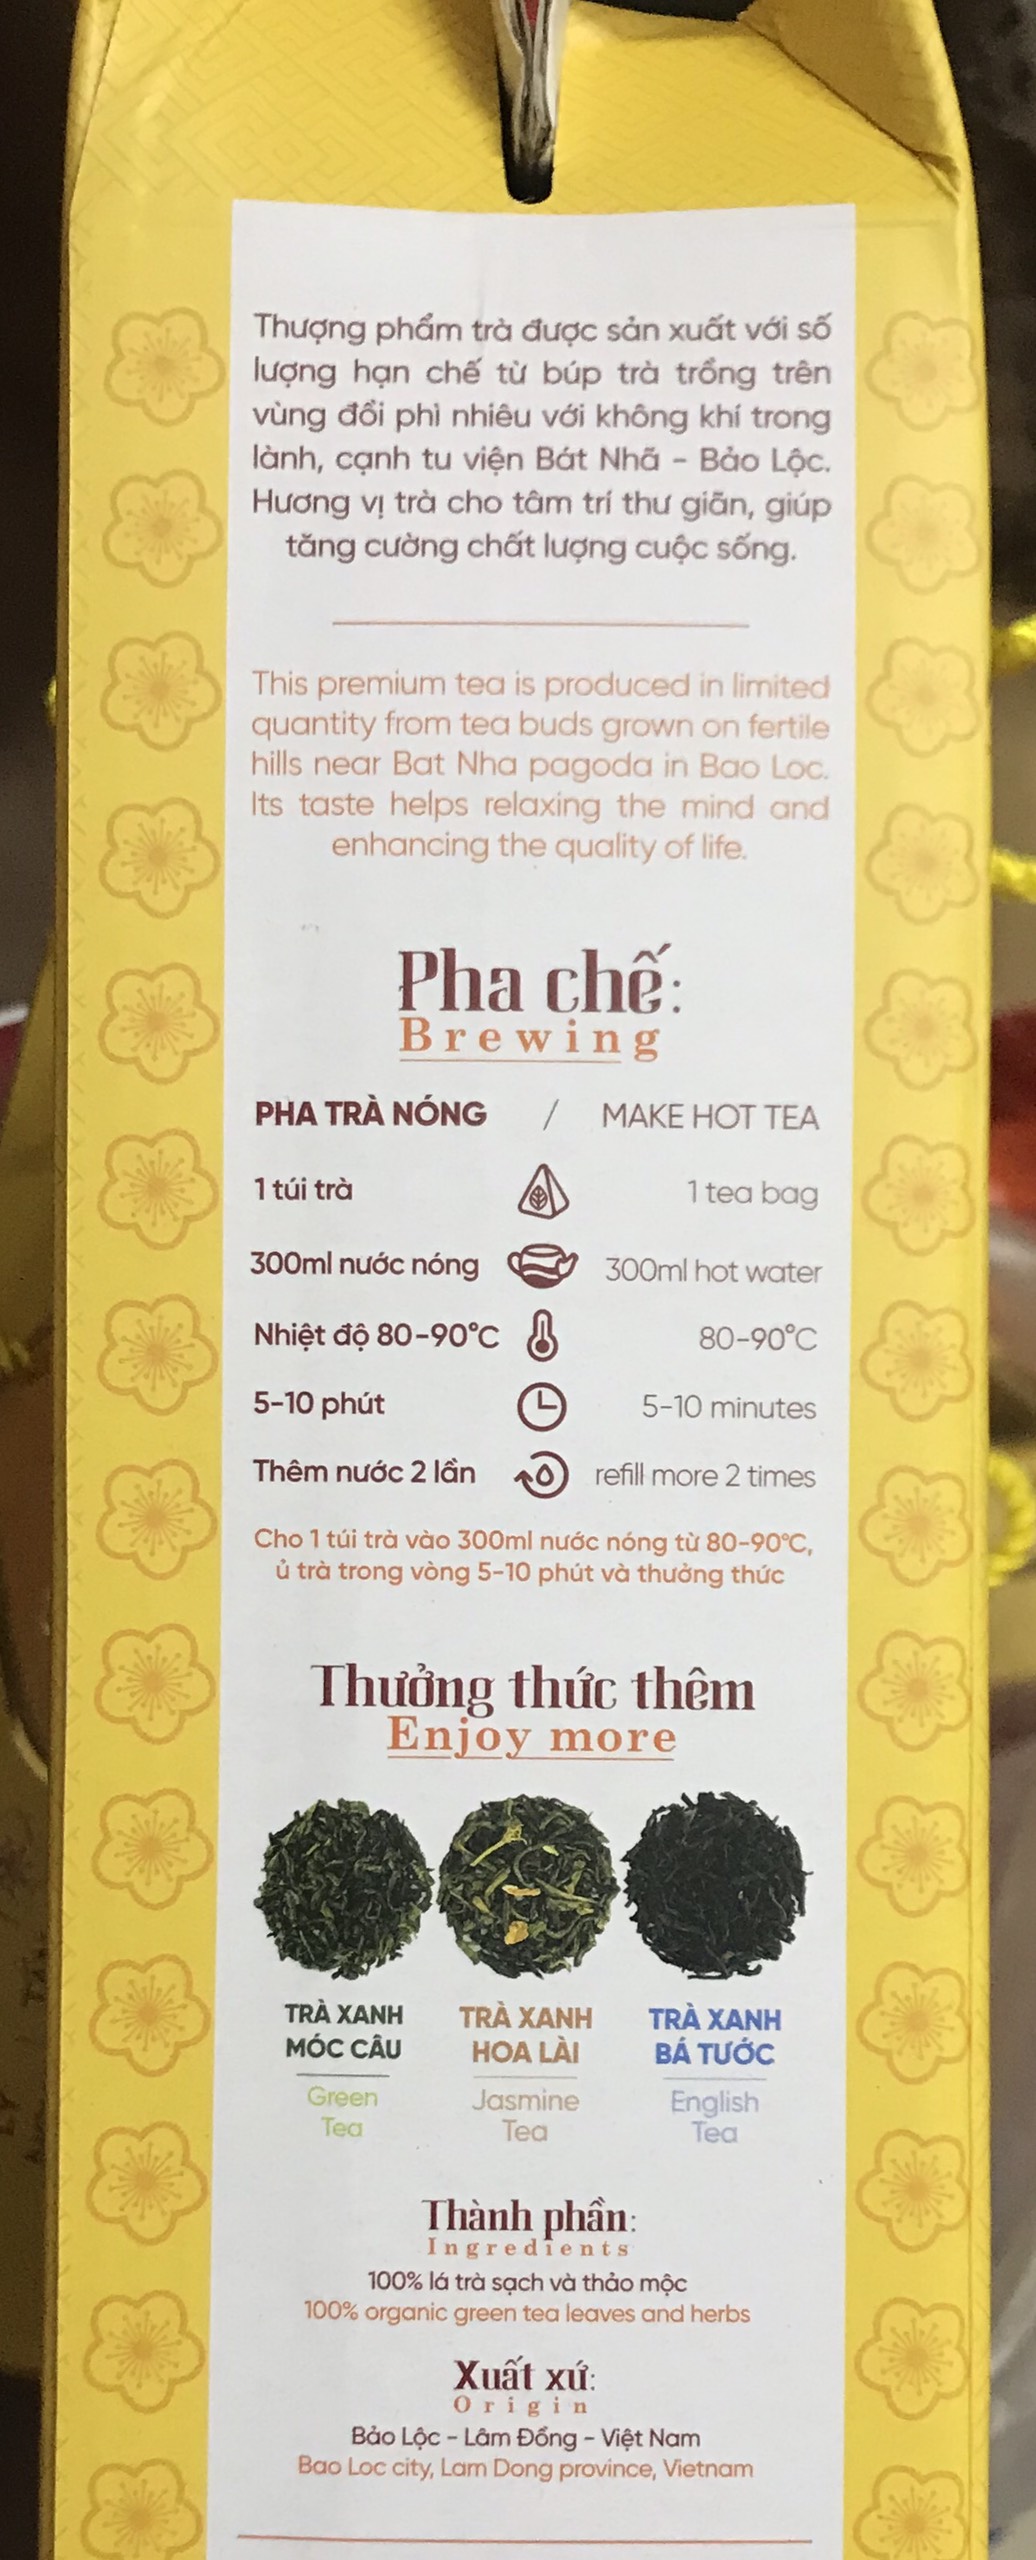 Thượng phẩm trà được sản xuất với số
lượng hạn chế từ búp trà trồng trên
vùng đồi phì nhiêu với không khí trong
lành, cạnh tu viện Bát Nhã - Bảo Lộc.
Hương vị trà cho tâm trí thư giãn, giúp
tăng cường chất lượng cuộc sống.
This premium tea is produced in limited
quantity from tea buds grown on fertile
hills near Bat Nha pagoda in Bao Loc.
Its taste helps relaxing the mind and
enhancing the quality of life.
Pha chế:
Brewing
PHA TRÀ NÓNG / MAKE HOT TEA
1 túi trà 1 tea bag
300ml nước nóng 300ml hot water
Nhiệt độ 80-90°C 80-90°C
5-10 phút 5-10 minutes
Thêm nước 2 lần refill more 2 times
Cho 1 túi trà vào 300ml nước nóng từ 80-90°C,
ủ trà trong vòng 5-10 phút và thưởng thức
Thưởng thức thêm
Enjoy more
TRÀ XANH
MÓC CÂU
Green
Tea
TRÀ XANH
HOA LÀI
Jasmine
Tea
TRÀ XANH
BÁ TƯỚC
English
Tea
Thành phần:
Ingredients
100% lá trà sạch và thảo mộc
100% organic green tea leaves and herbs
Xuất xứ:
Origin
Bảo Lộc - Lâm Đồng - Việt Nam
Bao Loc city, Lam Dong province, Vietnam